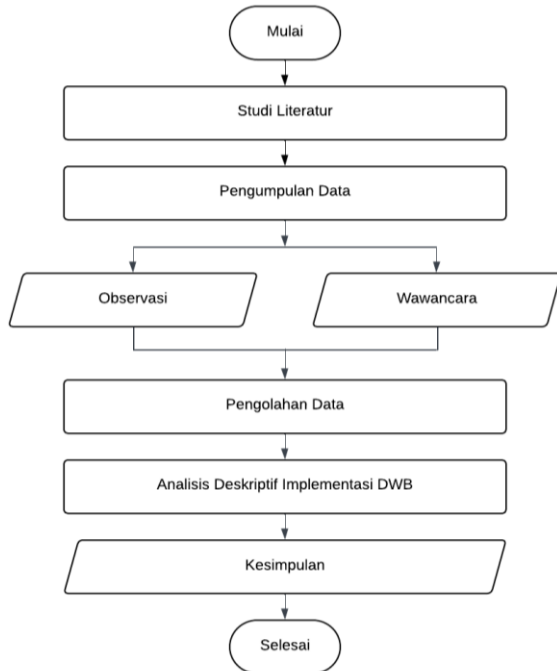 Mulai
Studi Literatur
Pengumpulan Data
Observasi
Wawancara
Pengolahan Data
Analisis Deskriptif Implementasi DWB
Kesimpulan
Selesai